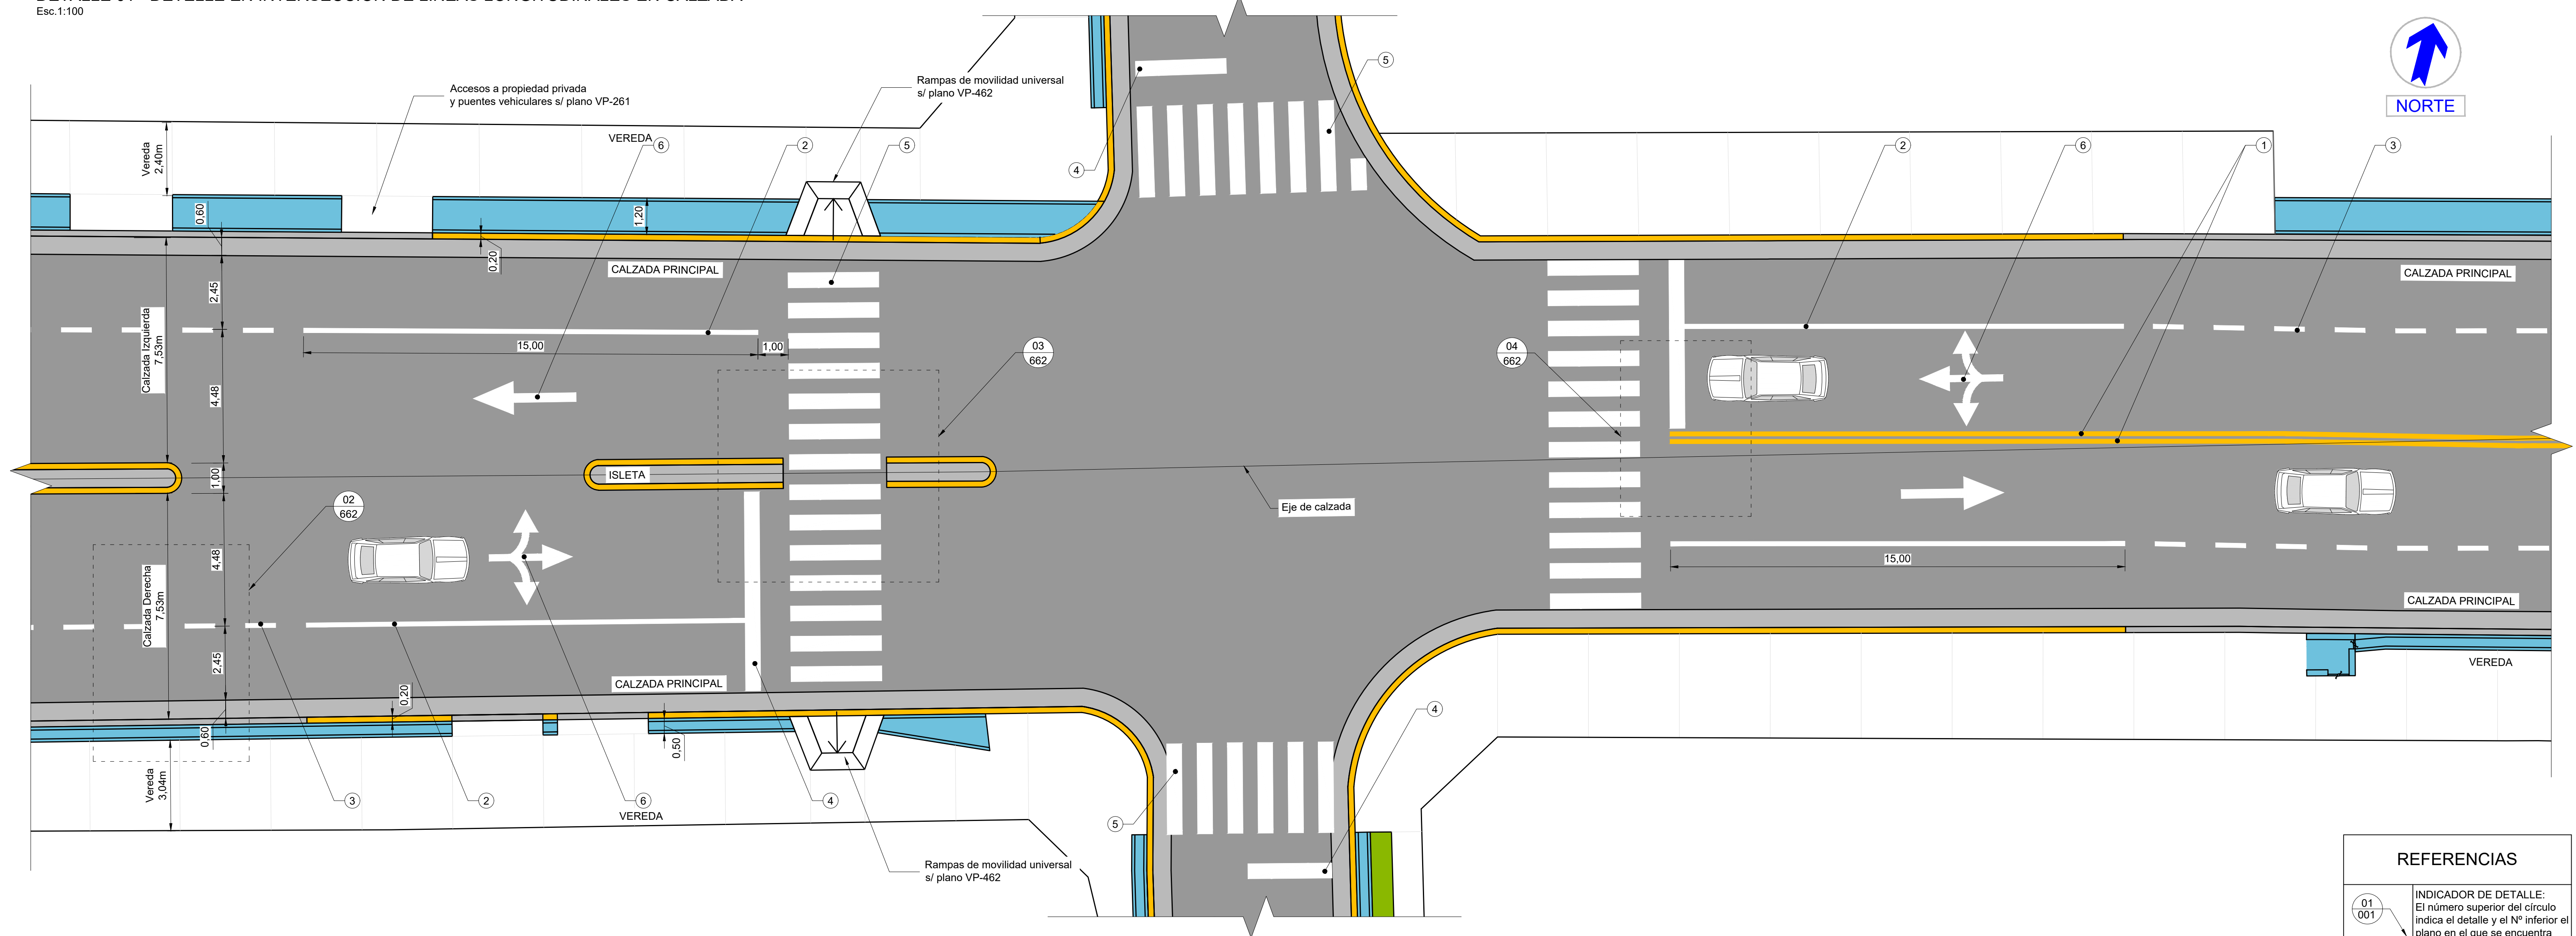 Esc.1:100
NORTE
Accesos a propiedad privada
y puentes vehiculares s/ plano VP-261
Rampas de movilidad universal
s/ plano VP-462
5
VEREDA
6
2
5
4
2
6
1
3
Vereda
2,40m
0,60
1,20
0,20
CALZADA PRINCIPAL
CALZADA PRINCIPAL
2,45
Calzada Izquierda
7,53m
15,00
1,00
03
662
04
662
4,48
ISLETA
1,00
02
662
Eje de calzada
4,48
Calzada Derecha
7,53m
15,00
CALZADA PRINCIPAL
2,45
CALZADA PRINCIPAL
VEREDA
0,20
0,60
0,50
4
Vereda
3,04m
3
2
6
4
VEREDA
5
Rampas de movilidad universal
s/ plano VP-462
REFERENCIAS
01
001
INDICADOR DE DETALLE:
El número superior del círculo
indica el detalle y el Nº inferior el
plano en el que se encuentra